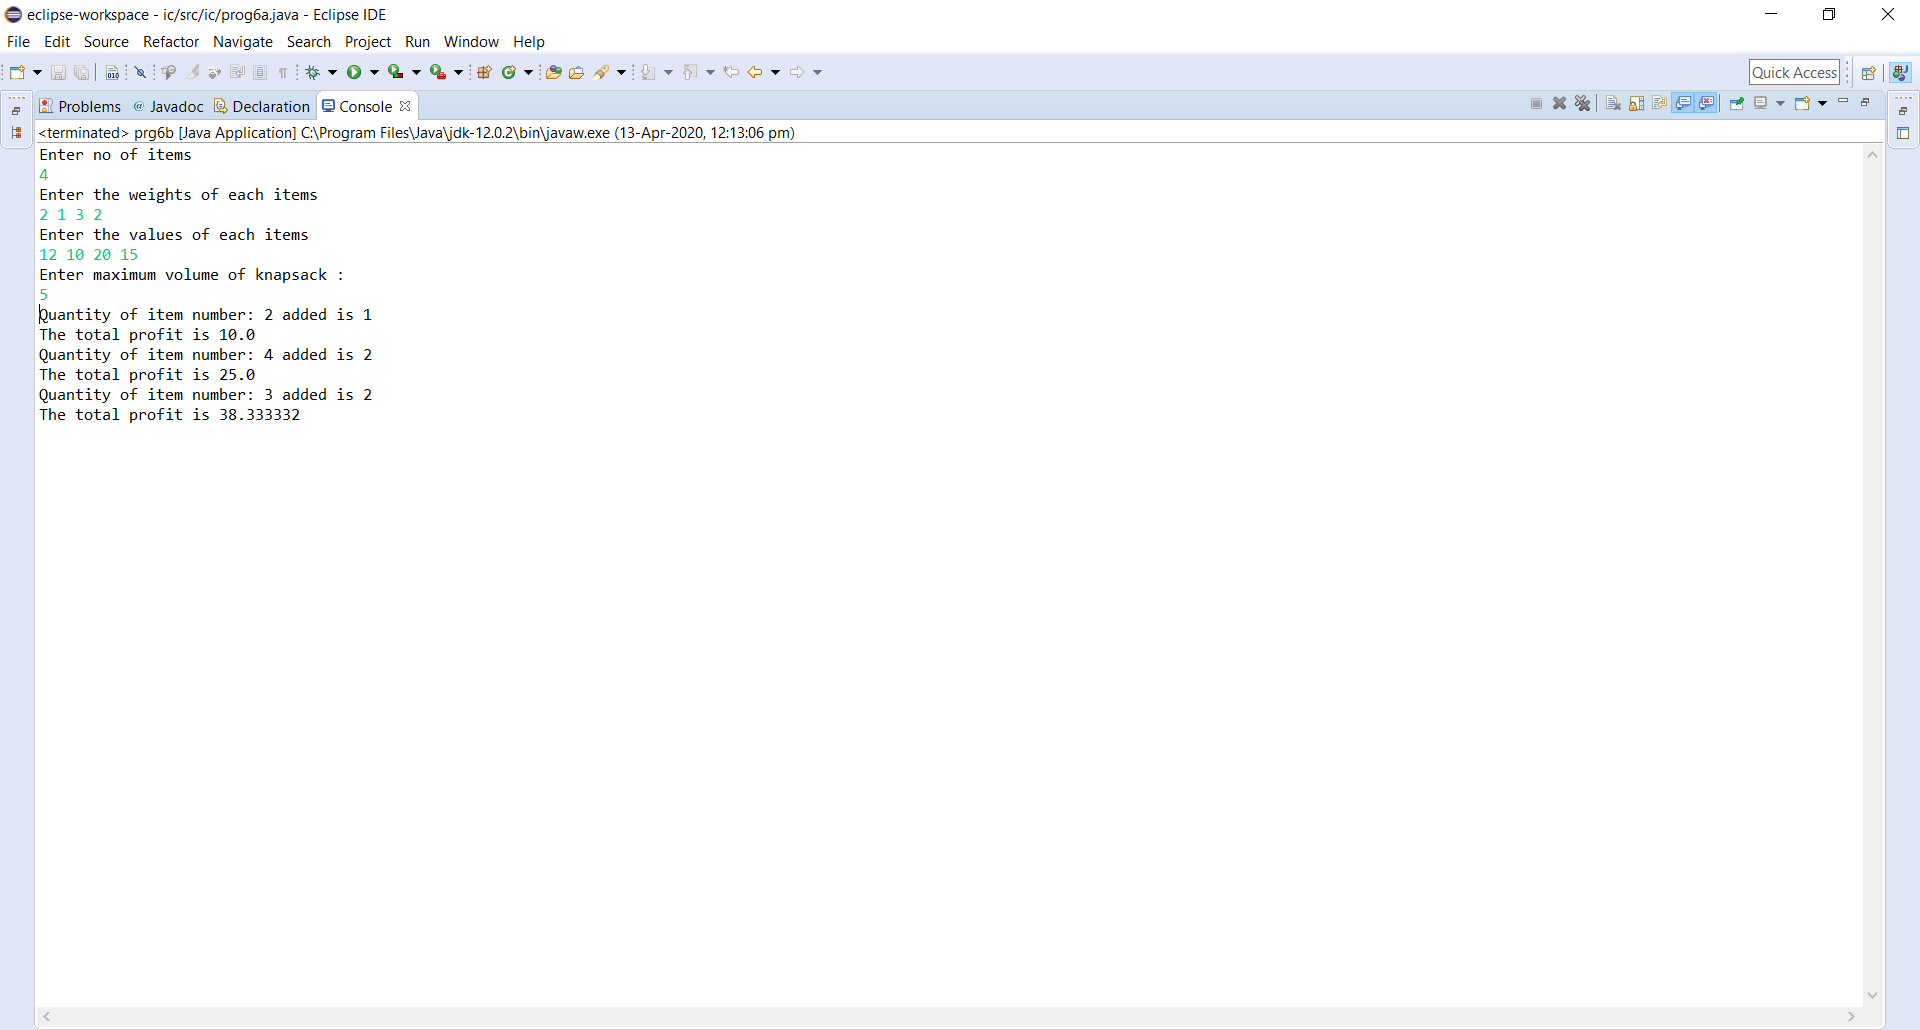 eclipse-workspace - ic/src/ic/prog6a.java - Eclipse IDE
File Edit Source Refactor Navigate Search Project Run Window Help
Quick Access
Problems @ Javadoc Declaration Console
<terminated> prg6b [Java Application] C:\Program Files\Java\jdk-12.0.2\bin\javaw.exe (13-Apr-2020, 12:13:06 pm)
Enter no of items
4
Enter the weights of each items
2 1 3 2
Enter the values of each items
12 10 20 15
Enter maximum volume of knapsack :
5
Quantity of item number: 2 added is 1
The total profit is 10.0
Quantity of item number: 4 added is 2
The total profit is 25.0
Quantity of item number: 3 added is 2
The total profit is 38.333332